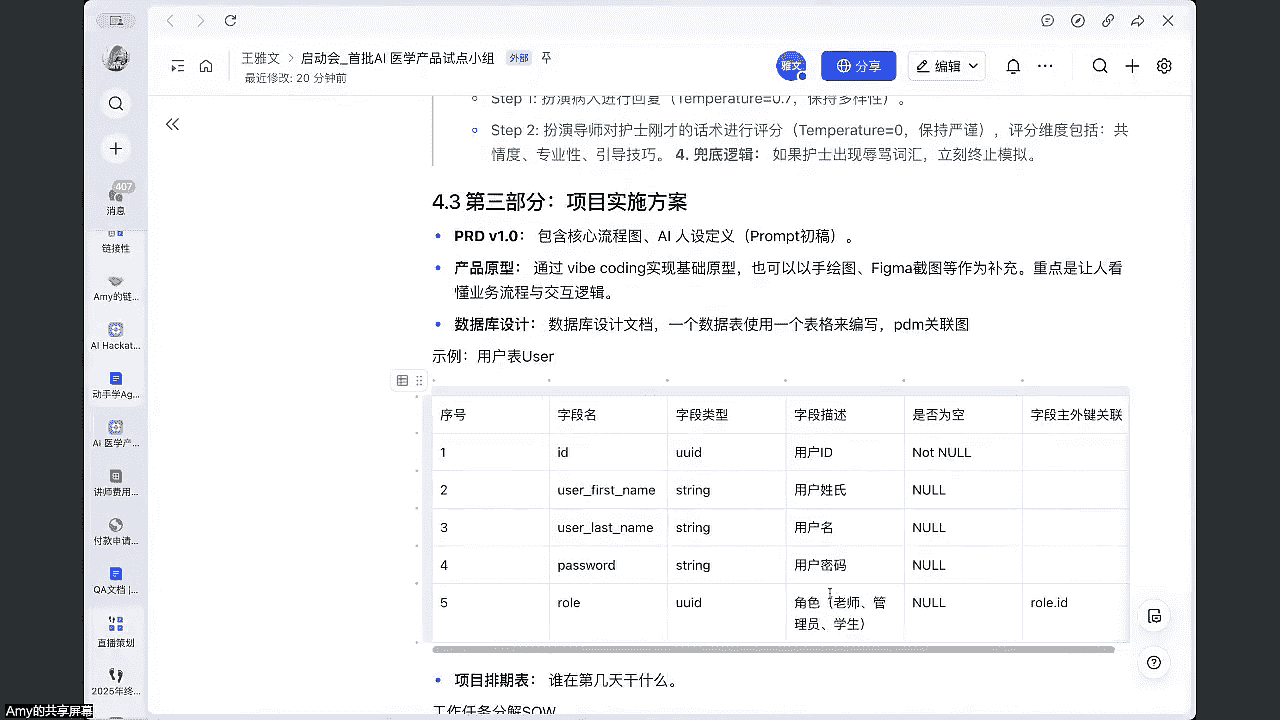 王雅文 > 启动会_首批AI 医学产品试点小组 外部
最近修改: 20 分钟前
雅文
分享
编辑
407
消息
链接性
Amy的链...
AI Hackat...
动手学Ag...
AI 医学产...
讲师费用...
付款申请...
QA文档 |...
直播策划
2025年终...
Step 1: 扮演病人进行回复（Temperature=0.7，保持多样性）。
Step 2: 扮演导师对护士刚才的话术进行评分（Temperature=0，保持严谨），评分维度包括：共
情度、专业性、引导技巧。 4. 兜底逻辑： 如果护士出现辱骂词汇，立刻终止模拟。
4.3 第三部分：项目实施方案
PRD v1.0： 包含核心流程图、AI 人设定义（Prompt初稿）。
产品原型： 通过 vibe coding实现基础原型，也可以以手绘图、Figma截图等作为补充。重点是让人看
懂业务流程与交互逻辑。
数据库设计： 数据库设计文档，一个数据表使用一个表格来编写，pdm关联图
示例：用户表User
序号 字段名 字段类型 字段描述 是否为空 字段主外键关联
1 id uuid 用户ID Not NULL
2 user_first_name string 用户姓氏 NULL
3 user_last_name string 用户名 NULL
4 password string 用户密码 NULL
5 role uuid 角色（老师、管 NULL role.id
理员、学生）
项目排期表： 谁在第几天干什么。
工作任务分解SOW
Amy的共享屏幕